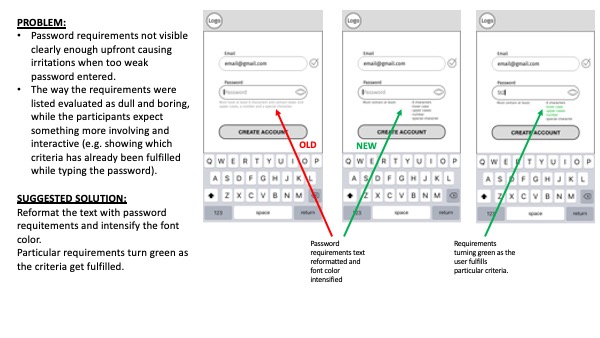 PROBLEM:
• Password requirements not visible
clearly enough upfront causing
irritations when too weak
password entered.
• The way the requirements were
listed evaluated as dull and boring,
while the participants expect
something more involving and
interactive (e.g. showing which
criteria has already been fulfilled
while typing the password).
SUGGESTED SOLUTION:
Reformat the text with password
requitements and intensify the font
color.
Particular requirements turn green as
the criteria get fulfilled.
Logo
Email
email@gmail.com
Password
Password
CREATE ACCOUNT
OLD
Q W E R T Y U I O P
A S D F G H J K L
Z X C V B N M
123 space return
Logo
Email
email@gmail.com
Password
Password
Must contain at least:
8 characters
lower case
upper case
number
special character
CREATE ACCOUNT
NEW
Q W E R T Y U I O P
A S D F G H J K L
Z X C V B N M
123 space return
Logo
Email
email@gmail.com
Password
Must contain at least:
8 characters
lower case
upper case
number
special character
CREATE ACCOUNT
Q W E R T Y U I O P
A S D F G H J K L
Z X C V B N M
123 space return
Password
requirements text
reformatted and
font color
intensified
Requirements
turning green as the
user fulfills
particular criteria.